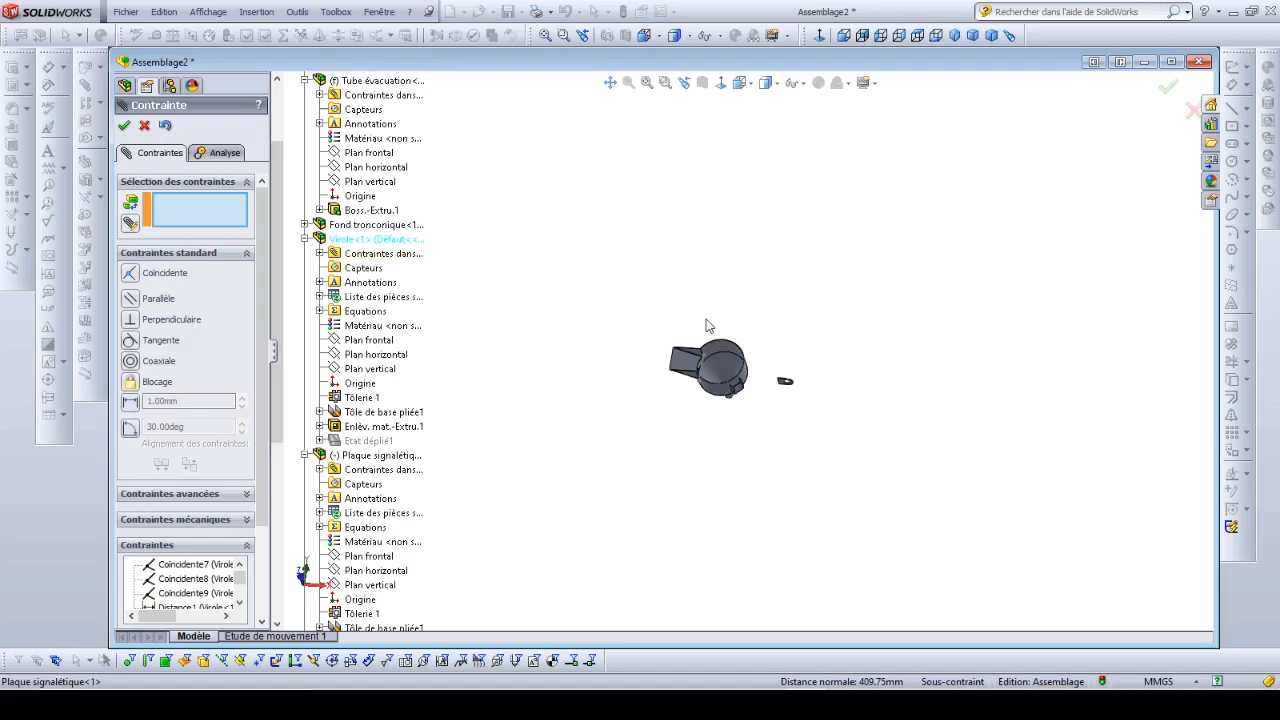 SOLIDWORKS Fichier Edition Affichage Insertion Outils Toolbox Fenêtre ? Assemblage2 * Rechercher dans l'aide de SolidWorks
Assemblage2 *
Contrainte ?
Contraintes Analyse
Sélection des contraintes
Contraintes standard
Coïncidente
Parallèle
Perpendiculaire
Tangente
Coaxiale
Blocage
1.00mm
30.00deg
Alignement des contraintes:
Contraintes avancées
Contraintes mécaniques
Contraintes
Coïncidente7 (Virole
Coïncidente8 (Virole
Coïncidente9 (Virole
Distance1 (Virole<1
(f) Tube évacuation<...
Contraintes dans...
Capteurs
Annotations
Matériau <non s...
Plan frontal
Plan horizontal
Plan vertical
Origine
Boss.-Extru.1
Fond tronconique<1...
Virole<1> (Défaut<<...
Contraintes dans...
Capteurs
Annotations
Liste des pièces s...
Equations
Matériau <non s...
Plan frontal
Plan horizontal
Plan vertical
Origine
Tôlerie 1
Tôle de base pliée1
Enlèv. mat.-Extru.1
Etat déplié1
(-) Plaque signalétiq...
Contraintes dans...
Capteurs
Annotations
Liste des pièces s...
Equations
Matériau <non s...
Plan frontal
Plan horizontal
Plan vertical
Origine
Tôlerie 1
Tôle de base pliée1
Modèle Etude de mouvement 1
Plaque signalétique<1> Distance normale: 409.75mm Sous-contraint Edition: Assemblage MMGS